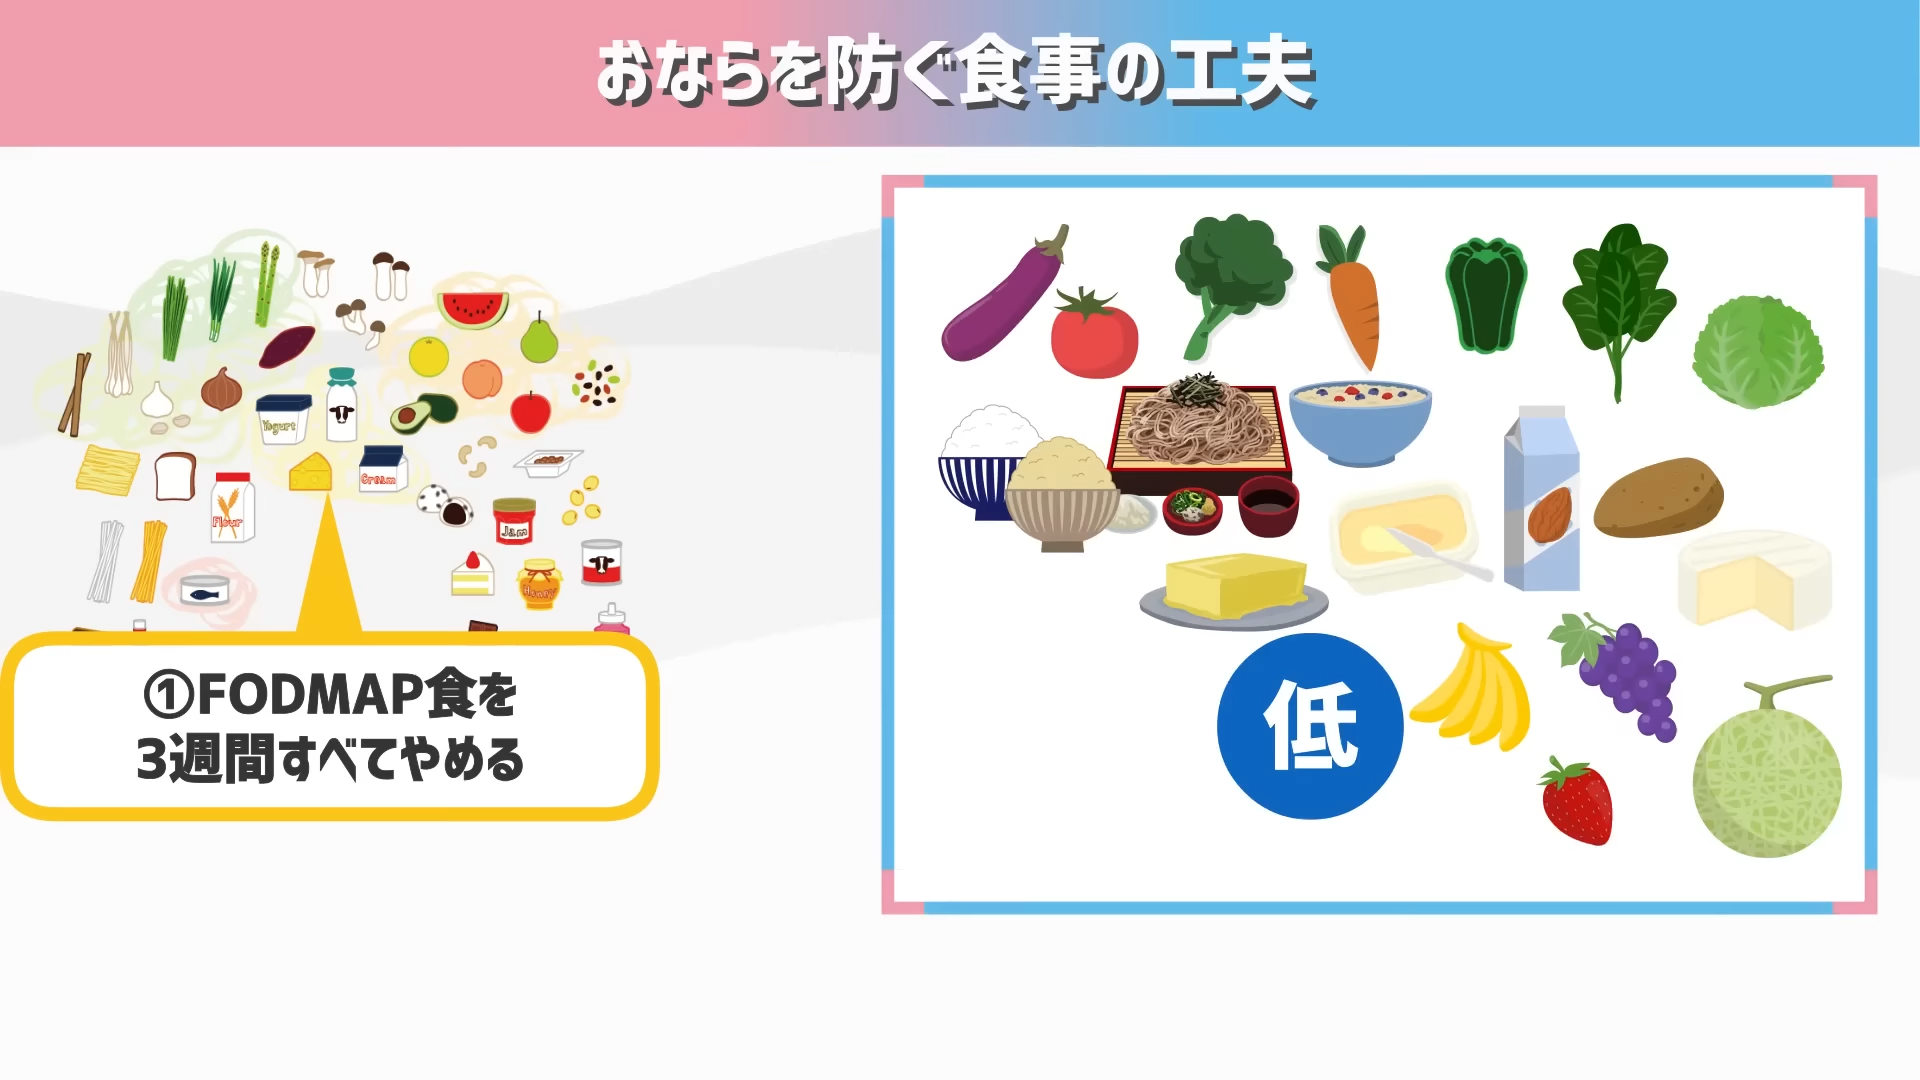 おならを防ぐ食事の工夫
Yogurt
Cream
Flour
Jam
Honey
①FODMAP食を
3週間すべてやめる
低